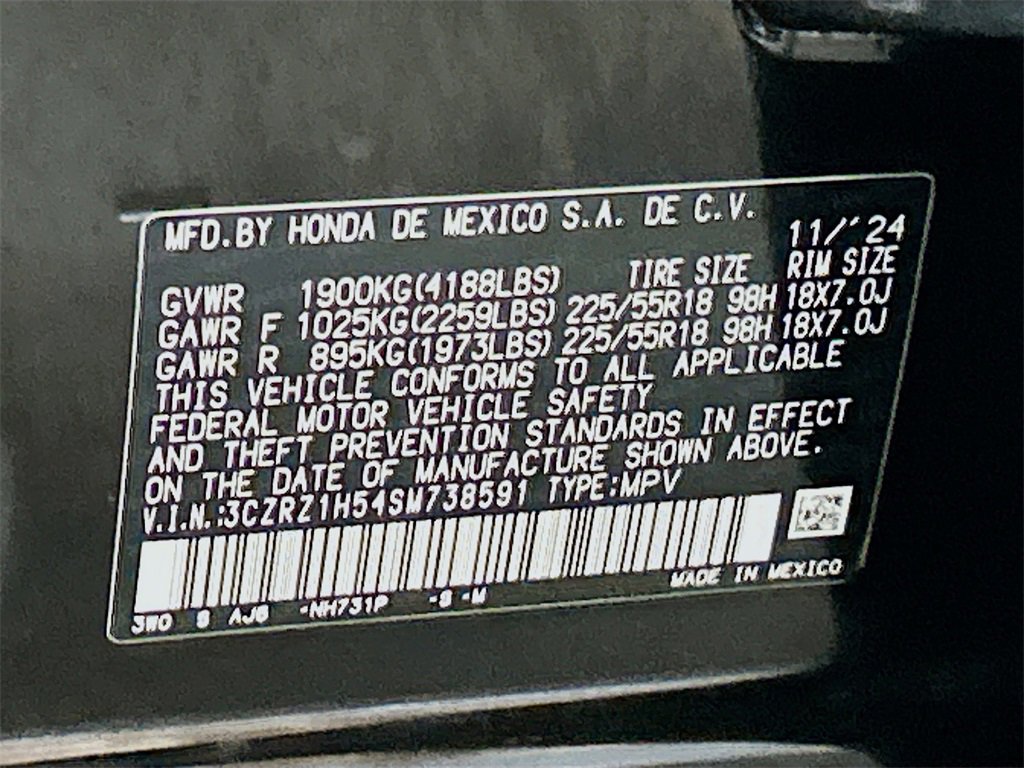 MFD.BY HONDA DE MEXICO S.A. DE C.V.
11/'24
GVWR 1900KG(4188LBS) TIRE SIZE RIM SIZE
GAWR F 1025KG(2259LBS) 225/55R18 98H 18X7.0J
GAWR R 895KG(1973LBS) 225/55R18 98H 18X7.0J
THIS VEHICLE CONFORMS TO ALL APPLICABLE
FEDERAL MOTOR VEHICLE SAFETY
AND THEFT PREVENTION STANDARDS IN EFFECT
ON THE DATE OF MANUFACTURE SHOWN ABOVE.
V.I.N.:3CZRZ1H54SM738591 TYPE:MPV
MADE IN MEXICO
3W0 -NH731P -S -M